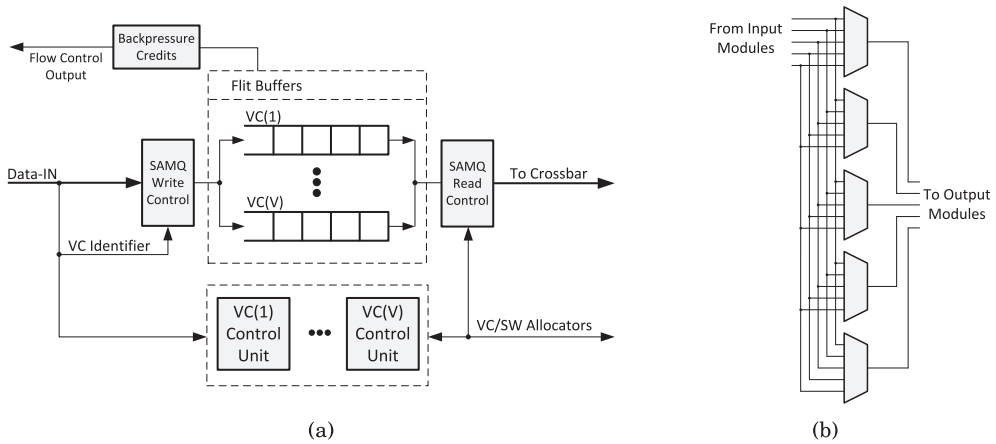 Backpressure
Credits
Flow Control
Output
Flit Buffers
VC(1)
VC(V)
Data-IN
SAMQ
Write
Control
SAMQ
Read
Control
To Crossbar
VC Identifier
VC(1)
Control
Unit
VC(V)
Control
Unit
VC/SW Allocators
(a)
From Input
Modules
To Output
Modules
(b)